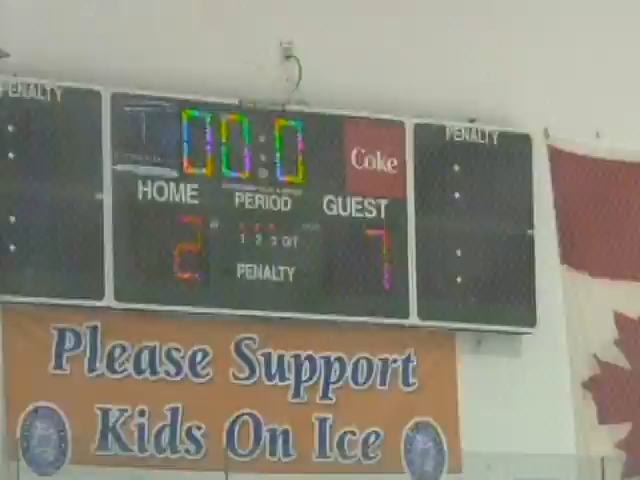 PENALTY
00:0
Coke
PENALTY
HOME
PERIOD
GUEST
2
1 2 3 O/T
7
PENALTY
Please Support
Kids On Ice